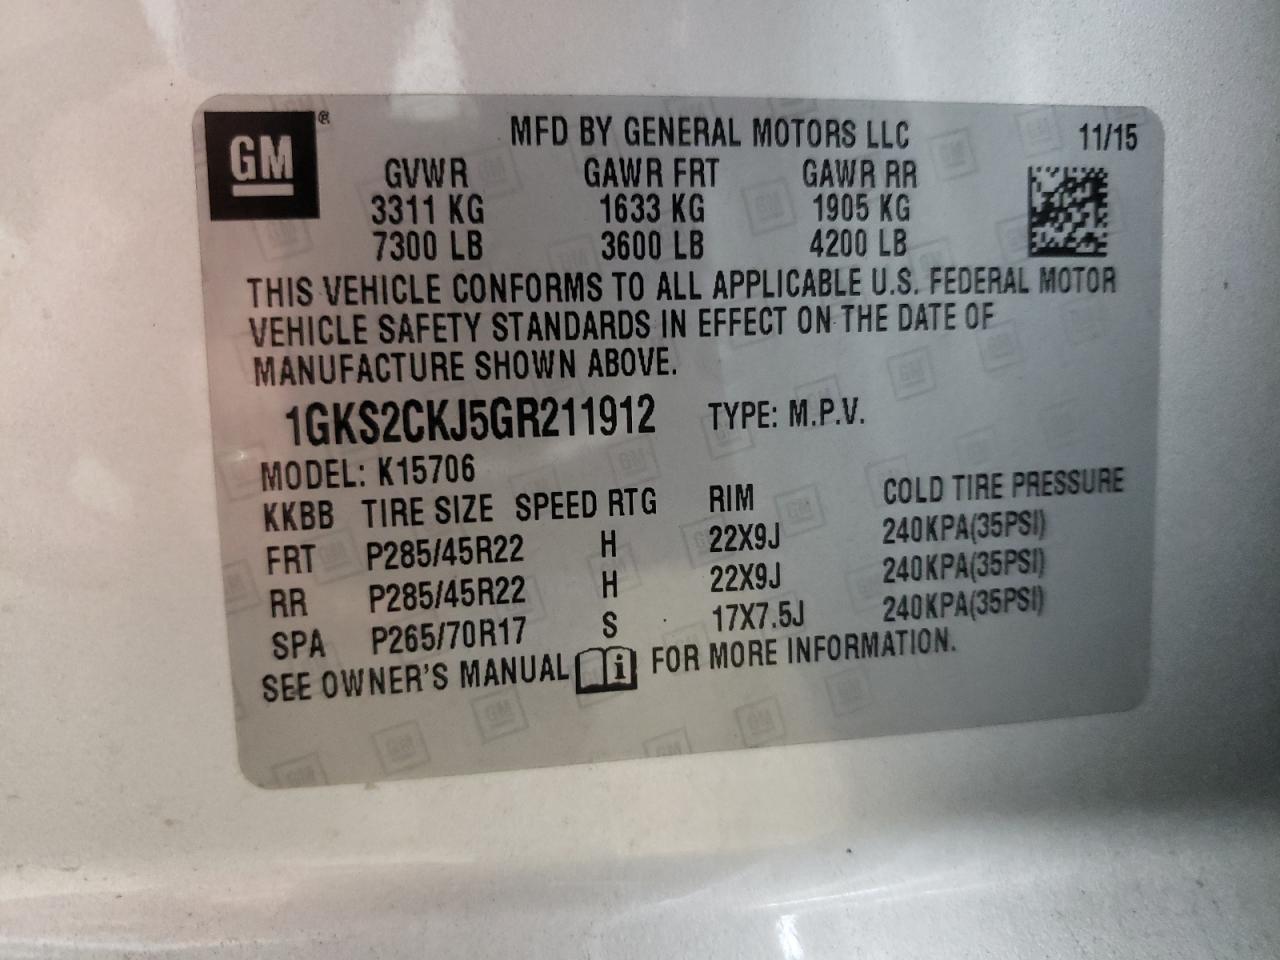 GM ® MFD BY GENERAL MOTORS LLC 11/15
GVWR GAWR FRT GAWR RR
3311 KG 1633 KG 1905 KG
7300 LB 3600 LB 4200 LB
THIS VEHICLE CONFORMS TO ALL APPLICABLE U.S. FEDERAL MOTOR
VEHICLE SAFETY STANDARDS IN EFFECT ON THE DATE OF
MANUFACTURE SHOWN ABOVE.
1GKS2CKJ5GR211912 TYPE: M.P.V.
MODEL: K15706
KKBB TIRE SIZE SPEED RTG RIM COLD TIRE PRESSURE
FRT P285/45R22 H 22X9J 240KPA(35PSI)
RR P285/45R22 H 22X9J 240KPA(35PSI)
SPA P265/70R17 S 17X7.5J 240KPA(35PSI)
SEE OWNER'S MANUAL i FOR MORE INFORMATION.